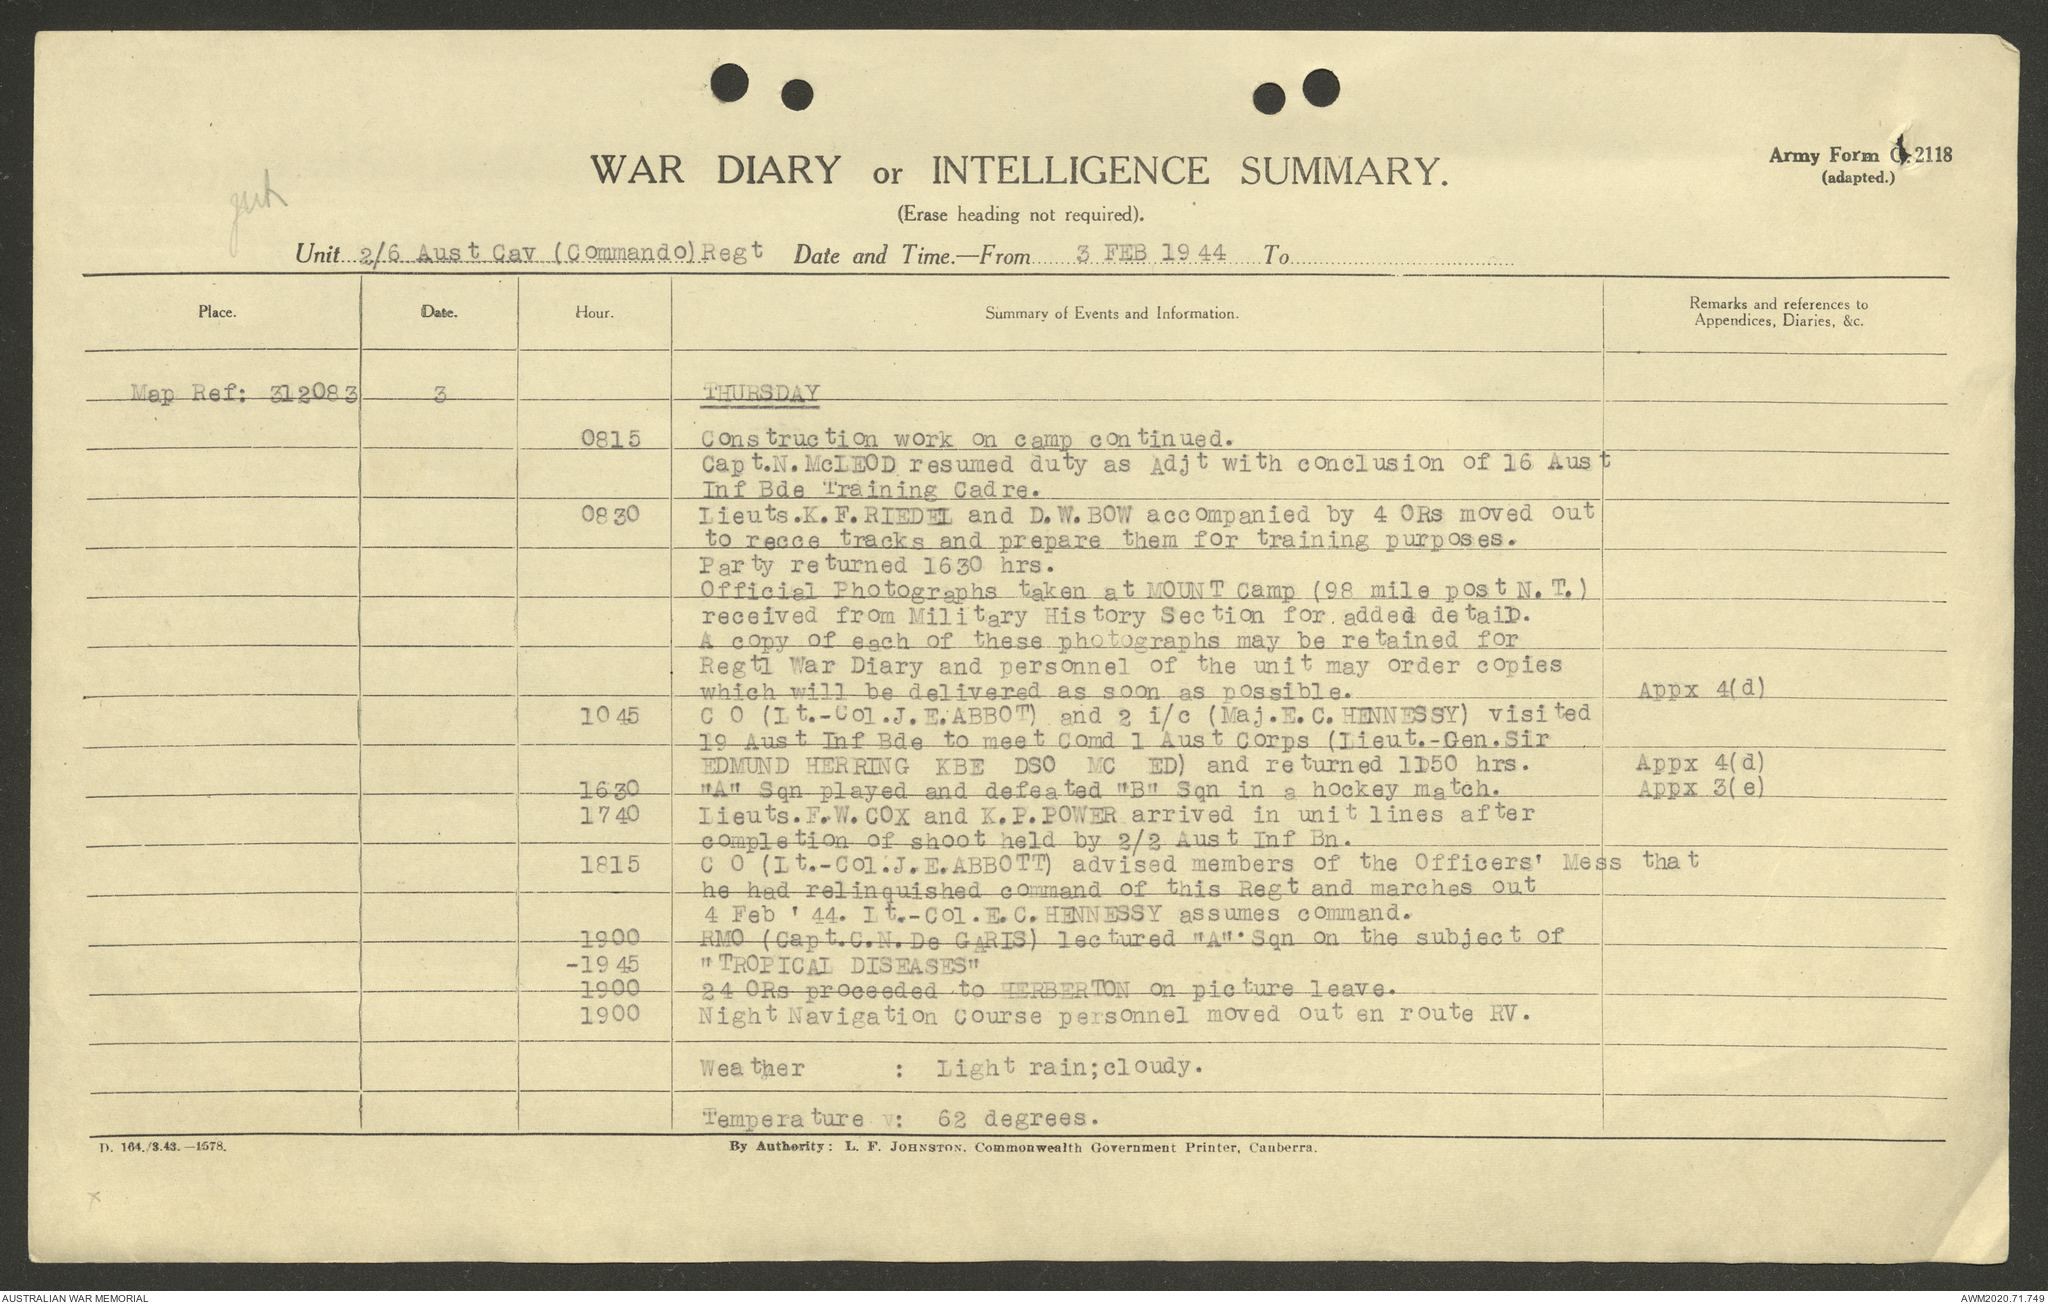 WAR DIARY or INTELLIGENCE SUMMARY.
Army Form C. 2118
(adapted.)
(Erase heading not required).
Unit 2/6 Aust Cav (Commando) Regt Date and Time.—From 3 FEB 1944 To
Place. Date. Hour. Summary of Events and Information. Remarks and references to
Appendices, Diaries, &c.
Map Ref: 312083 3 THURSDAY
0815 Construction work on camp continued.
Capt.N.McLEOD resumed duty as Adjt with conclusion of 16 Aust
Inf Bde Training Cadre.
0830 Lieuts.K.F.RIEDEL and D.W.BOW accompanied by 4 ORs moved out
to recce tracks and prepare them for training purposes.
Party returned 1630 hrs.
Official Photographs taken at MOUNT Camp (98 mile post N.T.)
received from Military History Section for added detail.
A copy of each of these photographs may be retained for
Regtl War Diary and personnel of the unit may order copies
which will be delivered as soon as possible. Appx 4(d)
1045 C O (Lt.-Col.J.E.ABBOT) and 2 i/c (Maj.E.C.HENNESSY) visited
19 Aust Inf Bde to meet Comd 1 Aust Corps (Lieut.-Gen.Sir
EDMUND HERRING KBE DSO MC ED) and returned 1150 hrs. Appx 4(d)
1630 "A" Sqn played and defeated "B" Sqn in a hockey match. Appx 3(e)
1740 Lieuts.F.W.COX and K.P.POWER arrived in unit lines after
completion of shoot held by 2/2 Aust Inf Bn.
1815 C O (Lt.-Col.J.E.ABBOTT) advised members of the Officers' Mess that
he had relinquished command of this Regt and marches out
4 Feb '44. Lt.-Col.E.C.HENNESSY assumes command.
1900 RMO (Capt.C.N.De GARIS) lectured "A" Sqn on the subject of
-1945 "TROPICAL DISEASES"
1900 24 ORs proceeded to HERBERTON on picture leave.
1900 Night Navigation Course personnel moved out en route RV.
Weather : Light rain;cloudy.
Temperature : 62 degrees.
D. 164./3.43.—1578. By Authority: L. F. JOHNSTON, Commonwealth Government Printer, Canberra.
AUSTRALIAN WAR MEMORIAL AWM2020.71.749